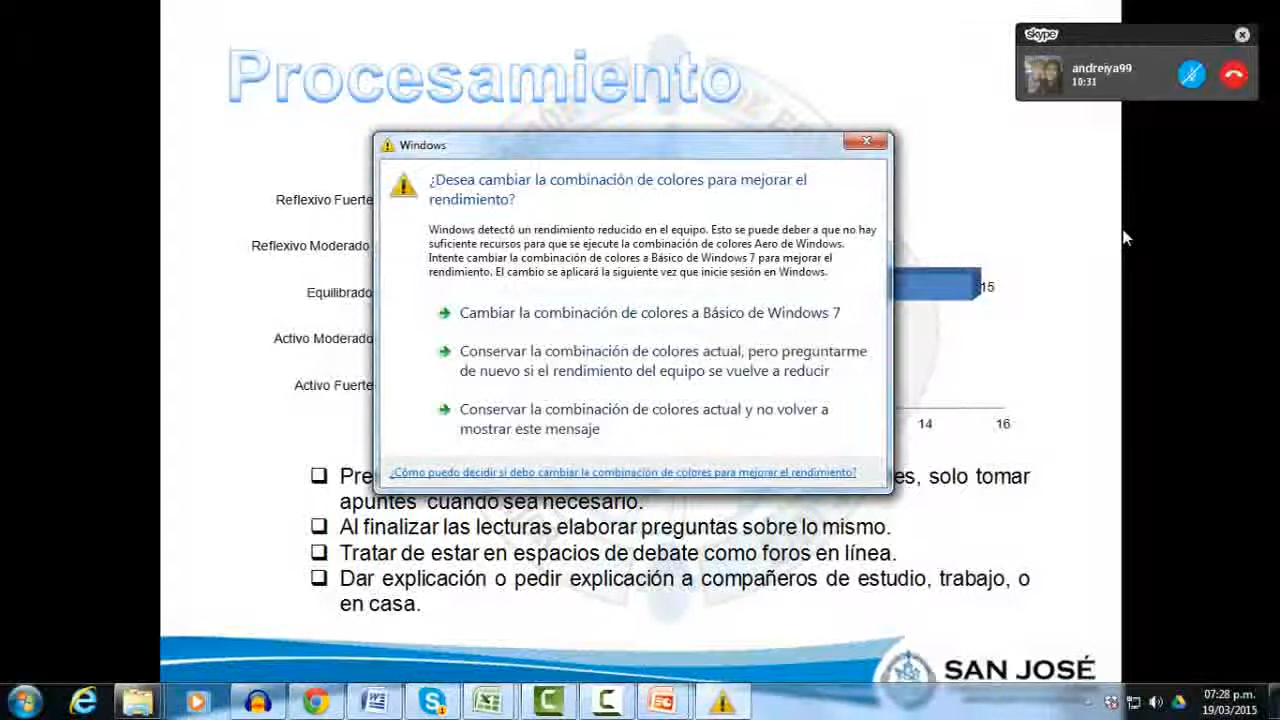 Procesamiento
skype
andreiya99
10:31
Windows
¿Desea cambiar la combinación de colores para mejorar el
rendimiento?
Windows detectó un rendimiento reducido en el equipo. Esto se puede deber a que no hay
suficiente recursos para que se ejecute la combinación de colores Aero de Windows.
Intente cambiar la combinación de colores a Básico de Windows 7 para mejorar el
rendimiento. El cambio se aplicará la siguiente vez que inicie sesión en Windows.
Cambiar la combinación de colores a Básico de Windows 7
Conservar la combinación de colores actual, pero preguntarme
de nuevo si el rendimiento del equipo se vuelve a reducir
Conservar la combinación de colores actual y no volver a
mostrar este mensaje
¿Cómo puedo decidir si debo cambiar la combinación de colores para mejorar el rendimiento?
Reflexivo Fuerte
Reflexivo Moderado
Equilibrado
15
Activo Moderado
Activo Fuerte
14 16
solo tomar
apuntes cuando sea necesario.
Al finalizar las lecturas elaborar preguntas sobre lo mismo.
Tratar de estar en espacios de debate como foros en línea.
Dar explicación o pedir explicación a compañeros de estudio, trabajo, o
en casa.
SAN JOSÉ
07:28 p.m.
19/03/2015